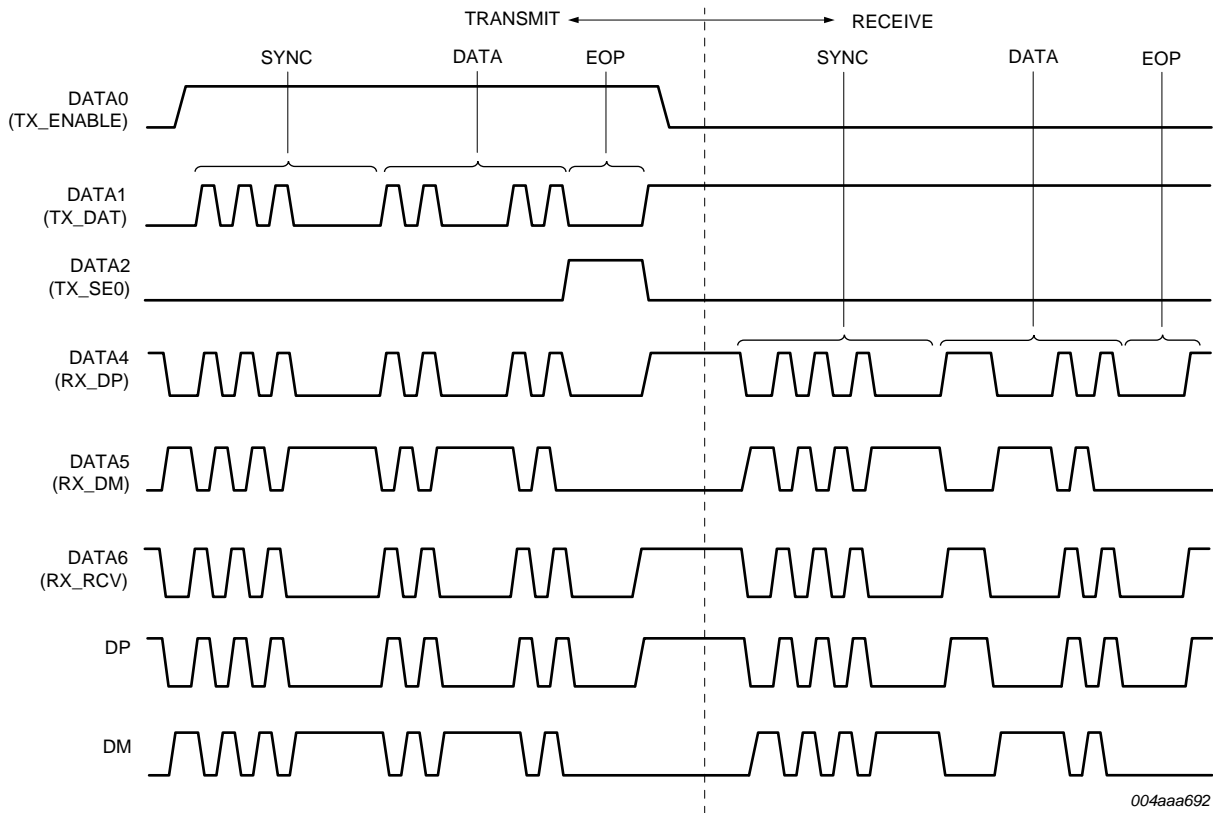 TRANSMIT
RECEIVE
SYNC
DATA
EOP
SYNC
DATA
EOP
DATA0
(TX_ENABLE)
DATA1
(TX_DAT)
DATA2
(TX_SE0)
DATA4
(RX_DP)
DATA5
(RX_DM)
DATA6
(RX_RCV)
DP
DM
004aaa692